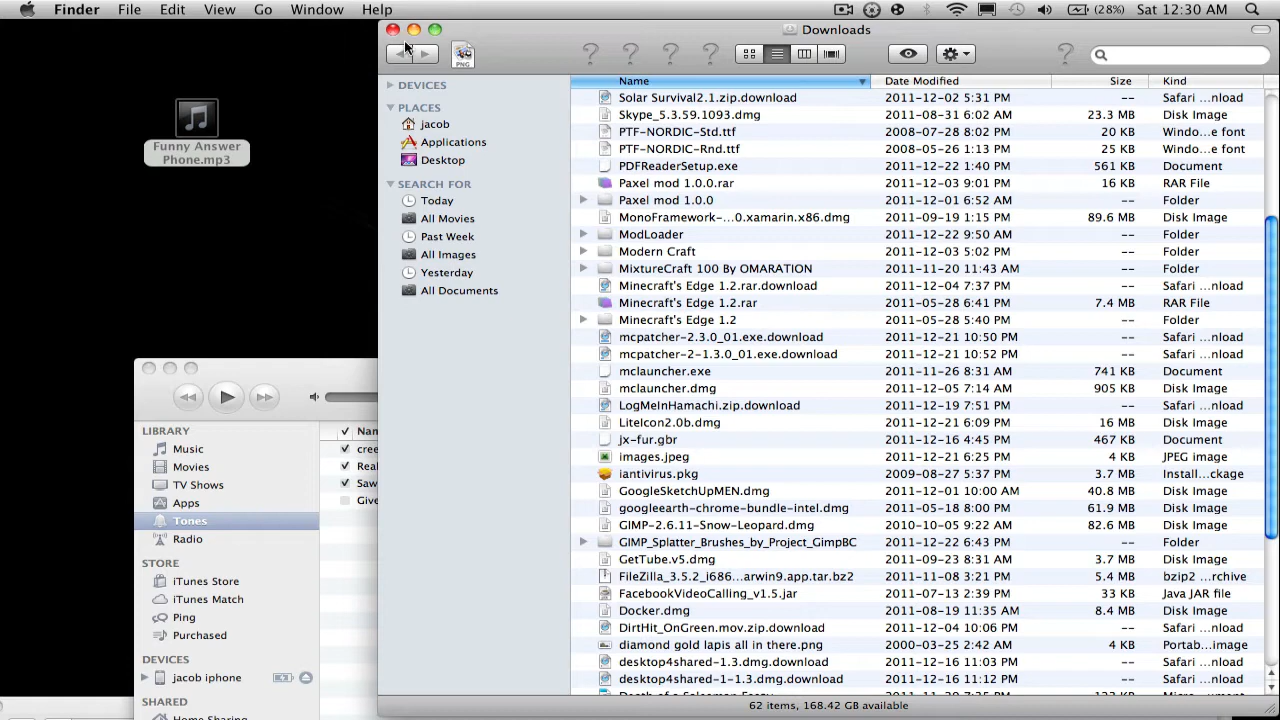 Finder File Edit View Go Window Help (28%) Sat 12:30 AM
Downloads
PNG ? ? ? ? ?
DEVICES
PLACES
jacob
Applications
Desktop
SEARCH FOR
Today
All Movies
Past Week
All Images
Yesterday
All Documents
Name Date Modified Size Kind
Solar Survival2.1.zip.download 2011-12-02 5:31 PM -- Safari ...nload
Skype_5.3.59.1093.dmg 2011-08-31 6:02 AM 23.3 MB Disk Image
PTF-NORDIC-Std.ttf 2008-07-28 8:02 PM 20 KB Windo...e font
PTF-NORDIC-Rnd.ttf 2008-05-26 1:13 PM 25 KB Windo...e font
PDFReaderSetup.exe 2011-12-22 1:40 PM 561 KB Document
Paxel mod 1.0.0.rar 2011-12-03 9:01 PM 16 KB RAR File
Paxel mod 1.0.0 2011-12-01 6:52 AM -- Folder
MonoFramework-...0.xamarin.x86.dmg 2011-09-19 1:15 PM 89.6 MB Disk Image
ModLoader 2011-12-22 9:50 AM -- Folder
Modern Craft 2011-12-03 5:02 PM -- Folder
MixtureCraft 100 By OMARATION 2011-11-20 11:43 AM -- Folder
Minecraft's Edge 1.2.rar.download 2011-12-04 7:32 PM -- Safari ...nload
Minecraft's Edge 1.2.rar 2011-05-28 6:41 PM 7.4 MB RAR File
Minecraft's Edge 1.2 2011-05-28 5:40 PM -- Folder
mcpatcher-2.3.0_01.exe.download 2011-12-21 10:50 PM -- Safari ...nload
mcpatcher-2-1.3.0_01.exe.download 2011-12-21 10:52 PM -- Safari ...nload
mclauncher.exe 2011-11-26 8:31 AM 741 KB Document
mclauncher.dmg 2011-12-05 7:14 AM 905 KB Disk Image
LogMeInHamachi.zip.download 2011-12-19 7:51 PM -- Safari ...nload
LiteIcon2.0b.dmg 2011-12-21 6:09 PM 16 MB Disk Image
jx-fur.gbr 2011-12-16 4:45 PM 467 KB Document
images.jpeg 2011-12-21 6:25 PM 4 KB JPEG image
iantivirus.pkg 2009-08-27 5:37 PM 3.7 MB Install...ckage
GoogleSketchUpMEN.dmg 2011-12-01 10:00 AM 40.8 MB Disk Image
googleearth-chrome-bundle-intel.dmg 2011-05-18 8:00 PM 61.9 MB Disk Image
GIMP-2.6.11-Snow-Leopard.dmg 2010-10-05 9:22 AM 82.6 MB Disk Image
GIMP_Splatter_Brushes_by_Project_GimpBC 2011-12-22 6:43 PM -- Folder
GetTube.v5.dmg 2011-09-23 8:31 AM 3.7 MB Disk Image
FileZilla_3.5.2_i686...arwin9.app.tar.bz2 2011-11-08 3:21 PM 5.4 MB bzip2 ...rchive
FacebookVideoCalling_v1.5.jar 2011-07-13 2:39 PM 33 KB Java JAR file
Docker.dmg 2011-08-19 11:35 AM 8.4 MB Disk Image
DirtHit_OnGreen.mov.zip.download 2011-12-04 10:06 PM -- Safari ...nload
diamond gold lapis all in there.png 2000-03-25 2:42 AM 4 KB Portab...image
desktop4shared-1.3.dmg.download 2011-12-16 11:03 PM -- Safari ...nload
desktop4shared-1-1.3.dmg.download 2011-12-16 11:12 PM -- Safari ...nload
62 items, 168.42 GB available
Funny Answer
Phone.mp3
LIBRARY
Music
Movies
TV Shows
Apps
Tones
Radio
STORE
iTunes Store
iTunes Match
Ping
Purchased
DEVICES
jacob iphone
SHARED
Home Sharing
Nan
cree
Real
Saw
Give